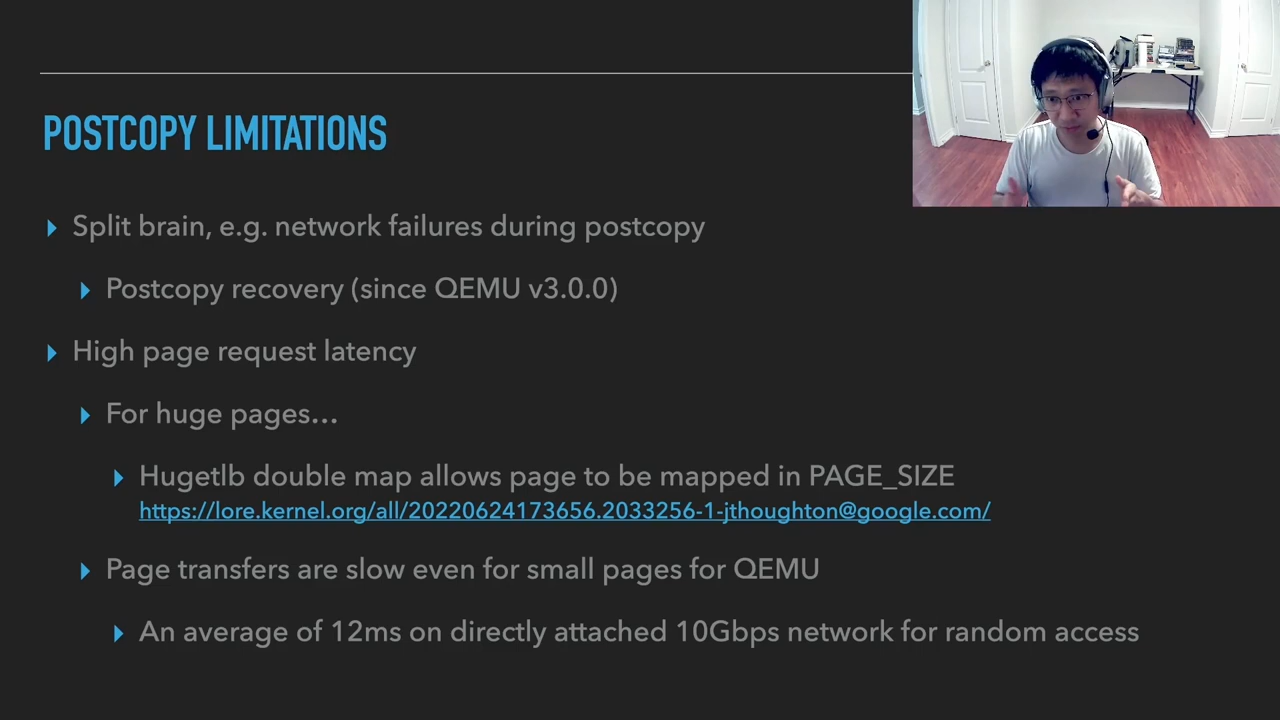 POSTCOPY LIMITATIONS
Split brain, e.g. network failures during postcopy
Postcopy recovery (since QEMU v3.0.0)
High page request latency
For huge pages…
Hugetlb double map allows page to be mapped in PAGE_SIZE
https://lore.kernel.org/all/20220624173656.2033256-1-jthoughton@google.com/
Page transfers are slow even for small pages for QEMU
An average of 12ms on directly attached 10Gbps network for random access